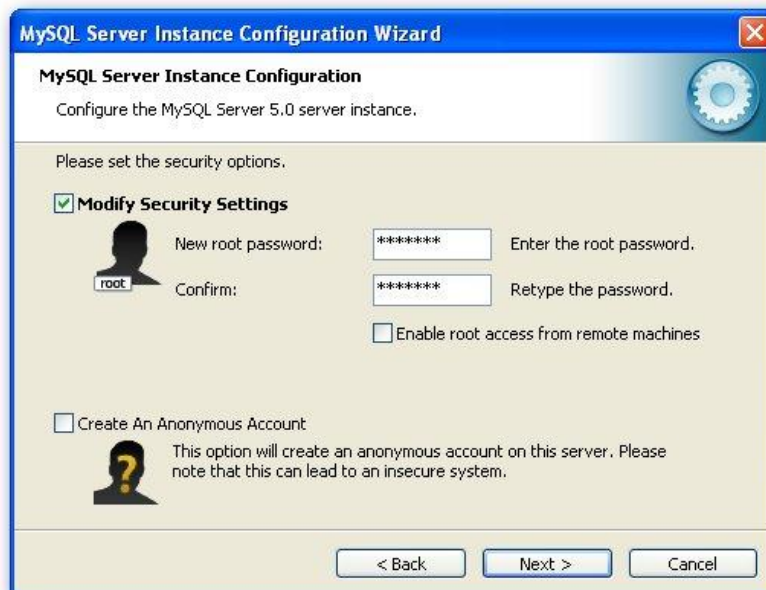 MySQL Server Instance Configuration Wizard
MySQL Server Instance Configuration
Configure the MySQL Server 5.0 server instance.
Please set the security options.
Modify Security Settings
New root password: ******* Enter the root password.
root
Confirm: ******* Retype the password.
Enable root access from remote machines
Create An Anonymous Account
This option will create an anonymous account on this server. Please
note that this can lead to an insecure system.
?
< Back Next > Cancel